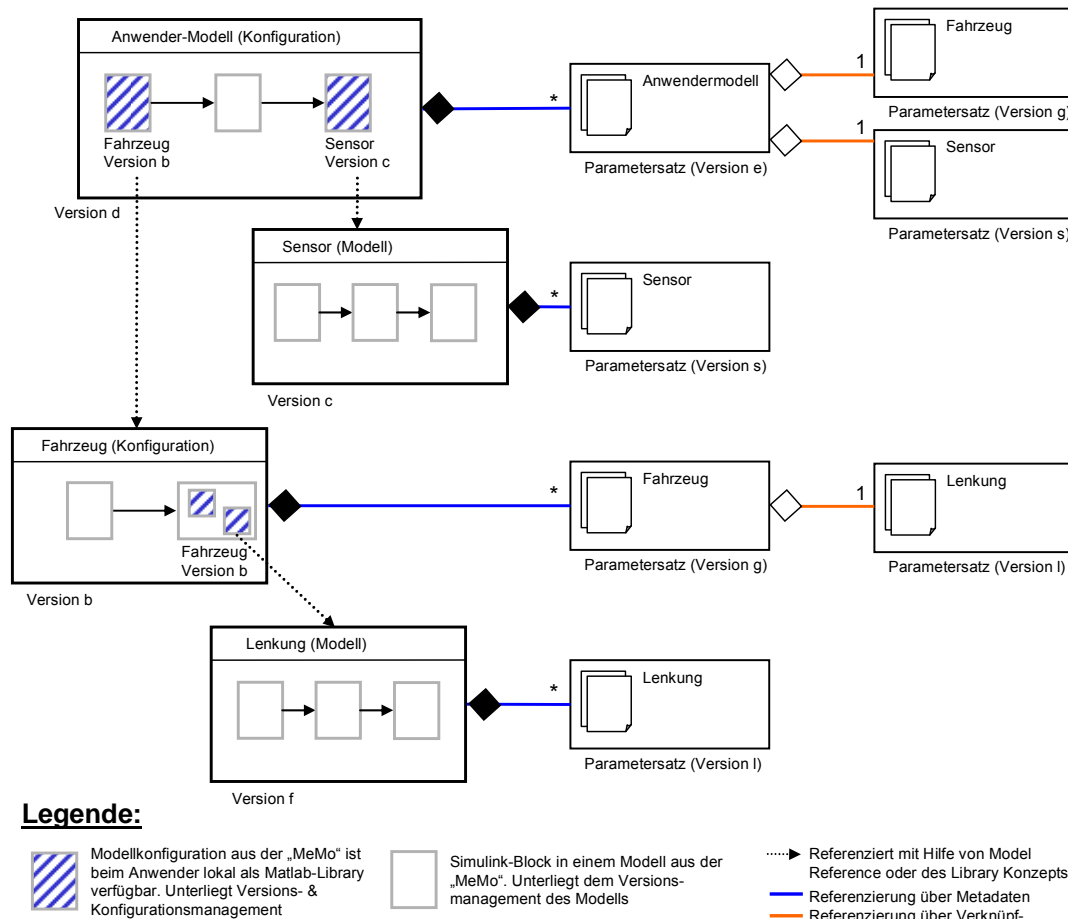 Anwender-Modell (Konfiguration)
Fahrzeug
Version b
Sensor
Version c
Version d
*
Anwendermodell
Parametersatz (Version e)
1
Fahrzeug
Parametersatz (Version g)
1
Sensor
Parametersatz (Version s)
Sensor (Modell)
Version c
*
Sensor
Parametersatz (Version s)
Fahrzeug (Konfiguration)
Fahrzeug
Version b
Version b
*
Fahrzeug
Parametersatz (Version g)
1
Lenkung
Parametersatz (Version l)
Lenkung (Modell)
Version f
*
Lenkung
Parametersatz (Version l)
Legende:
Modellkonfiguration aus der „MeMo“ ist
beim Anwender lokal als Matlab-Library
verfügbar. Unterliegt Versions- &
Konfigurationsmanagement
Simulink-Block in einem Modell aus der
„MeMo“. Unterliegt dem Versions-
management des Modells
Referenziert mit Hilfe von Model
Reference oder des Library Konzepts
Referenzierung über Metadaten
Referenzierung über Verknüpf-